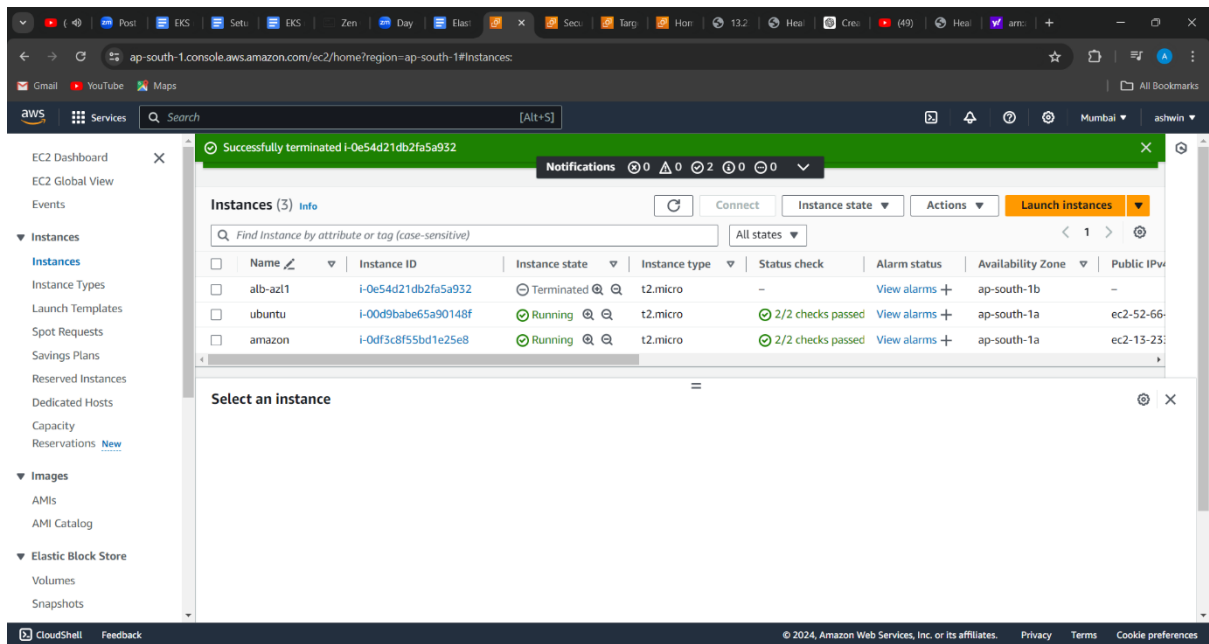 ( Post EKS Setu EKS Zen Day Elast Secu Targ Hon 13.2 Heal Crea (49) Heal ama
ap-south-1.console.aws.amazon.com/ec2/home?region=ap-south-1#Instances:
Gmail YouTube Maps All Bookmarks
aws Services Search [Alt+S] Mumbai ashwin
EC2 Dashboard
EC2 Global View
Events
Instances
Instances
Instance Types
Launch Templates
Spot Requests
Savings Plans
Reserved Instances
Dedicated Hosts
Capacity
Reservations New
Images
AMIs
AMI Catalog
Elastic Block Store
Volumes
Snapshots
Successfully terminated i-0e54d21db2fa5a932
Notifications 0 0 2 0 0
Instances (3) Info Connect Instance state Actions Launch instances
Find Instance by attribute or tag (case-sensitive) All states 1
Name Instance ID Instance state Instance type Status check Alarm status Availability Zone Public IPv4
alb-azl1 i-0e54d21db2fa5a932 Terminated t2.micro – View alarms + ap-south-1b –
ubuntu i-00d9babe65a90148f Running t2.micro 2/2 checks passed View alarms + ap-south-1a ec2-52-66-
amazon i-0df3c8f55bd1e25e8 Running t2.micro 2/2 checks passed View alarms + ap-south-1a ec2-13-233
Select an instance
CloudShell Feedback © 2024, Amazon Web Services, Inc. or its affiliates. Privacy Terms Cookie preferences